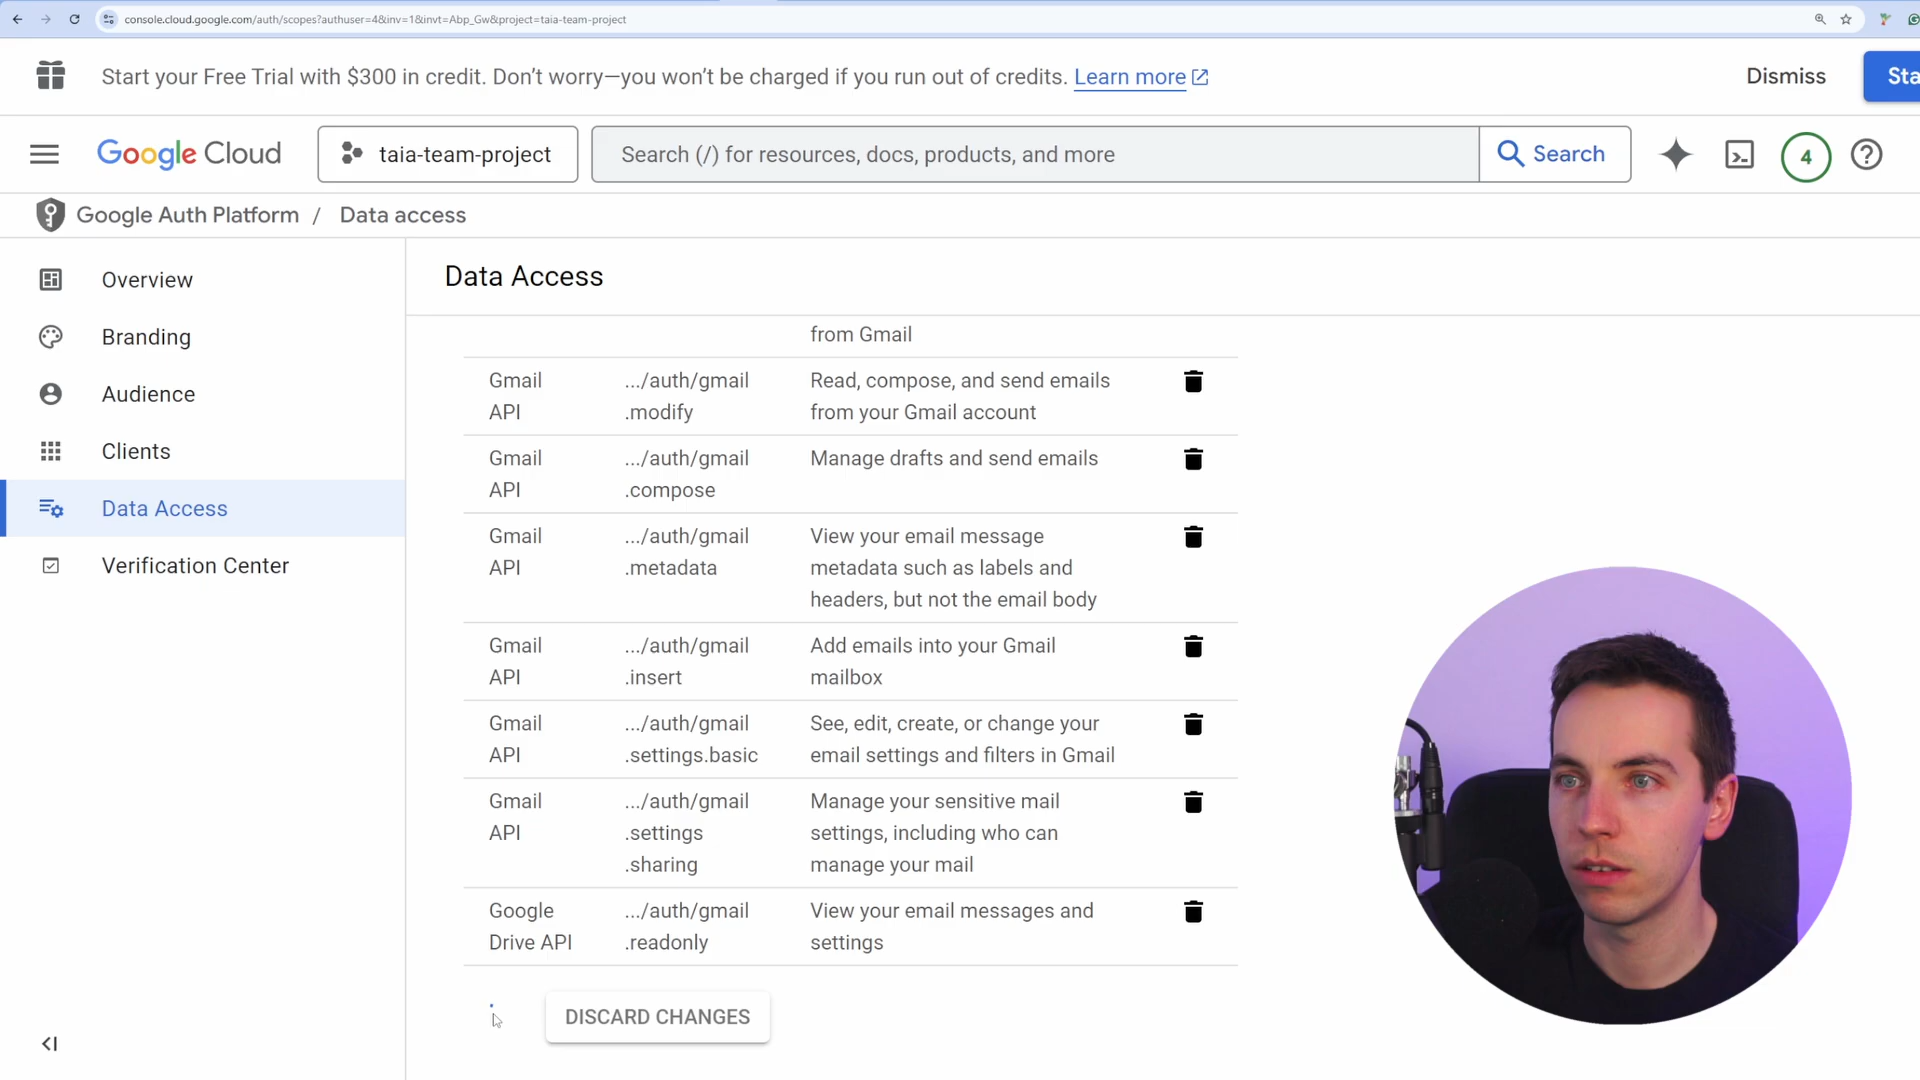 console.cloud.google.com/auth/scopes?authuser=4&inv=1&invt=Abp_Gw&project=taia-team-project
Start your Free Trial with $300 in credit. Don't worry—you won't be charged if you run out of credits. Learn more
Dismiss
Sta
Google Cloud
taia-team-project
Search (/) for resources, docs, products, and more
Search
4
Google Auth Platform / Data access
Overview
Branding
Audience
Clients
Data Access
Verification Center
Data Access
from Gmail
Gmail API
.../auth/gmail.modify
Read, compose, and send emails
from your Gmail account
Gmail API
.../auth/gmail.compose
Manage drafts and send emails
Gmail API
.../auth/gmail.metadata
View your email message
metadata such as labels and
headers, but not the email body
Gmail API
.../auth/gmail.insert
Add emails into your Gmail
mailbox
Gmail API
.../auth/gmail.settings.basic
See, edit, create, or change your
email settings and filters in Gmail
Gmail API
.../auth/gmail.settings.sharing
Manage your sensitive mail
settings, including who can
manage your mail
Google Drive API
.../auth/gmail.readonly
View your email messages and
settings
DISCARD CHANGES